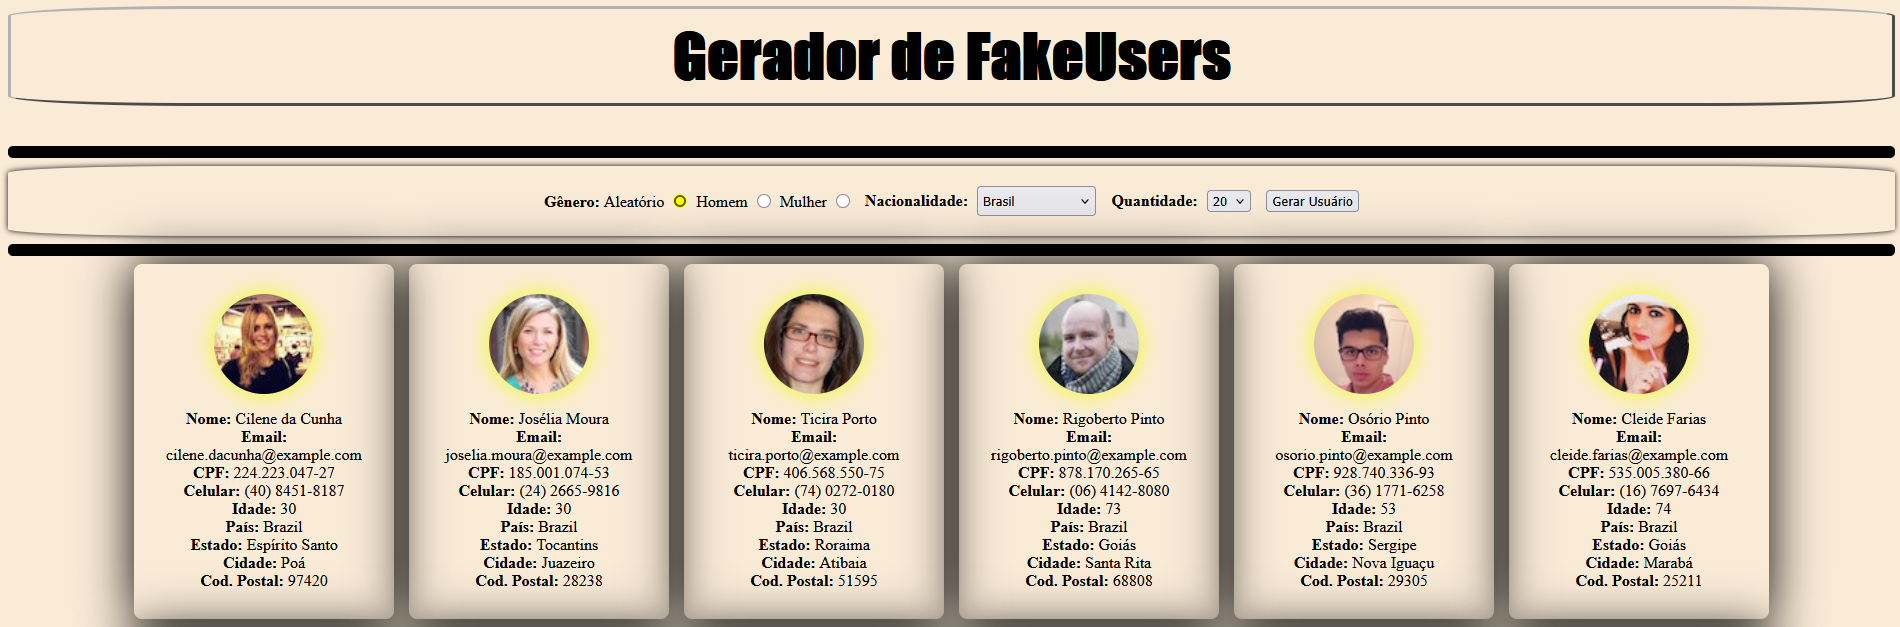 Gerador de FakeUsers
Gênero: Aleatório Homem Mulher Nacionalidade: Brasil Quantidade: 20 Gerar Usuário
Nome: Cilene da Cunha
Email:
cilene.dacunha@example.com
CPF: 224.223.047-27
Celular: (40) 8451-8187
Idade: 30
País: Brazil
Estado: Espírito Santo
Cidade: Poá
Cod. Postal: 97420
Nome: Josélia Moura
Email:
joselia.moura@example.com
CPF: 185.001.074-53
Celular: (24) 2665-9816
Idade: 30
País: Brazil
Estado: Tocantins
Cidade: Juazeiro
Cod. Postal: 28238
Nome: Ticira Porto
Email:
ticira.porto@example.com
CPF: 406.568.550-75
Celular: (74) 0272-0180
Idade: 30
País: Brazil
Estado: Roraima
Cidade: Atibaia
Cod. Postal: 51595
Nome: Rigoberto Pinto
Email:
rigoberto.pinto@example.com
CPF: 878.170.265-65
Celular: (06) 4142-8080
Idade: 73
País: Brazil
Estado: Goiás
Cidade: Santa Rita
Cod. Postal: 68808
Nome: Osório Pinto
Email:
osorio.pinto@example.com
CPF: 928.740.336-93
Celular: (36) 1771-6258
Idade: 53
País: Brazil
Estado: Sergipe
Cidade: Nova Iguaçu
Cod. Postal: 29305
Nome: Cleide Farias
Email:
cleide.farias@example.com
CPF: 535.005.380-66
Celular: (16) 7697-6434
Idade: 74
País: Brazil
Estado: Goiás
Cidade: Marabá
Cod. Postal: 25211